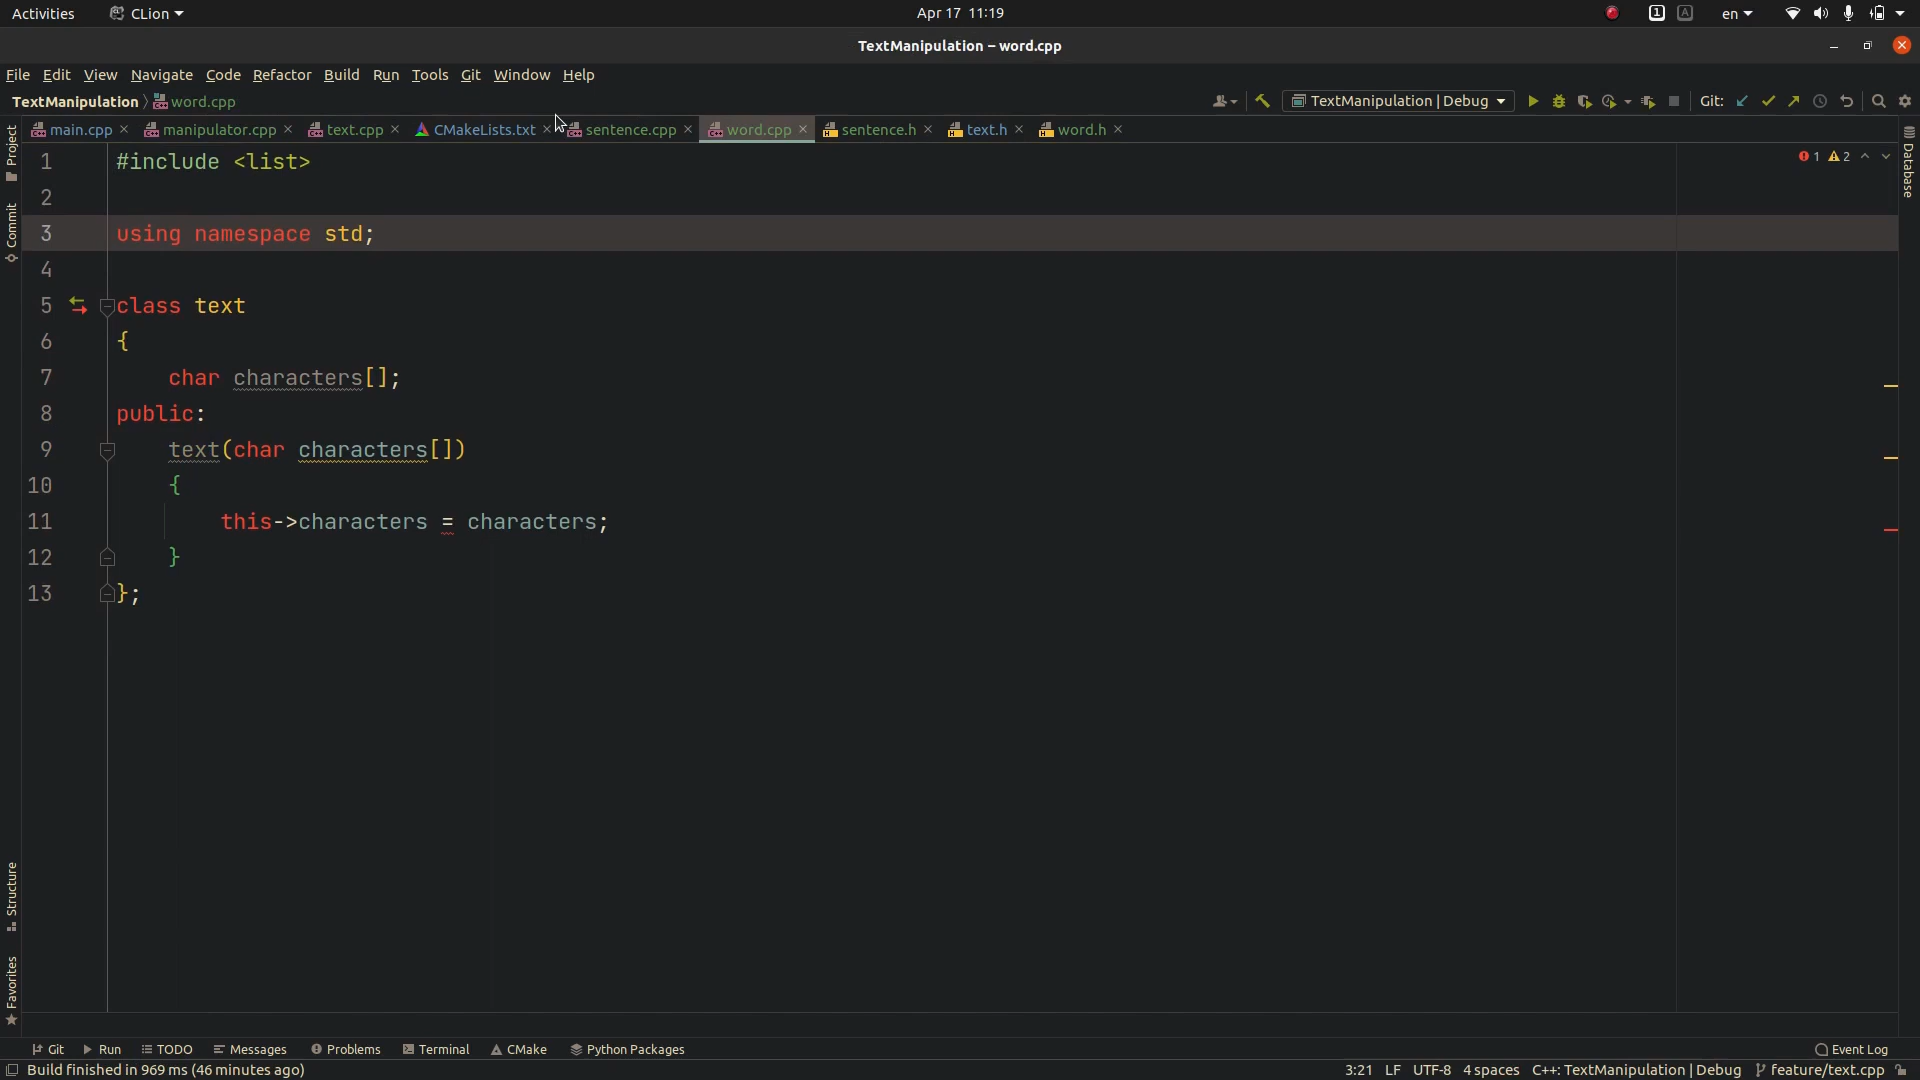 Activities CLion Apr 17 11:19 1 A en
TextManipulation – word.cpp
File Edit View Navigate Code Refactor Build Run Tools Git Window Help
TextManipulation word.cpp TextManipulation | Debug Git:
main.cpp manipulator.cpp text.cpp CMakeLists.txt sentence.cpp word.cpp sentence.h text.h word.h
1 #include <list> 1 2
2
3 using namespace std;
4
5 class text
6 {
7 char characters[];
8 public:
9 text(char characters[])
10 {
11 this->characters = characters;
12 }
13 };
Project
Commit
Structure
Favorites
Database
Git Run TODO Messages Problems Terminal CMake Python Packages Event Log
Build finished in 969 ms (46 minutes ago) 3:21 LF UTF-8 4 spaces C++: TextManipulation | Debug feature/text.cpp